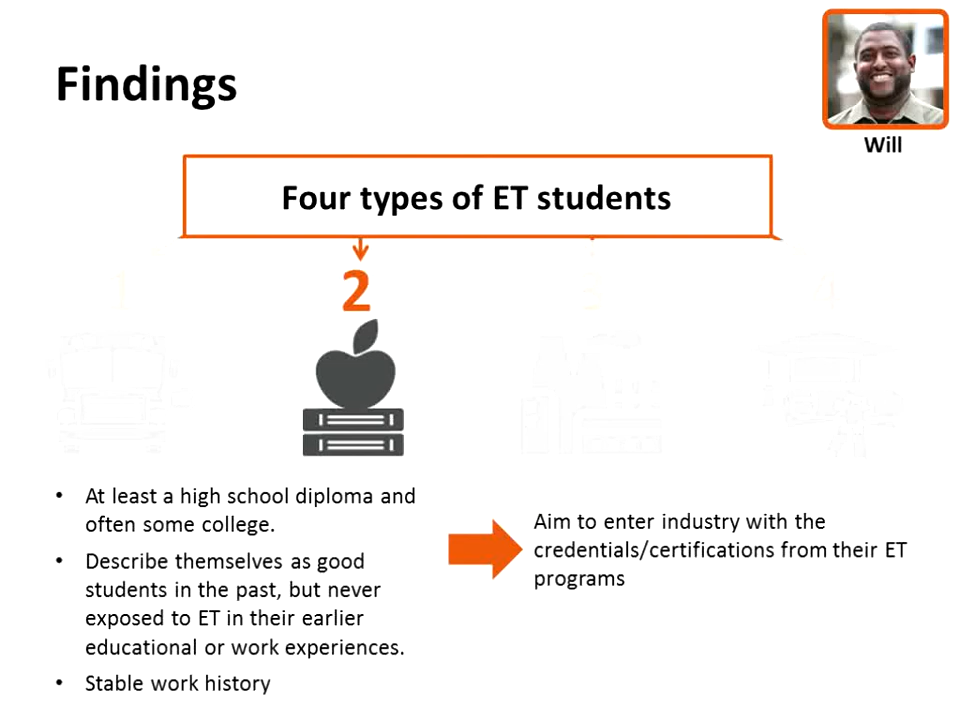 Findings
Will
Four types of ET students
2
• At least a high school diploma and
often some college.
• Describe themselves as good
students in the past, but never
exposed to ET in their earlier
educational or work experiences.
• Stable work history
Aim to enter industry with the
credentials/certifications from their ET
programs